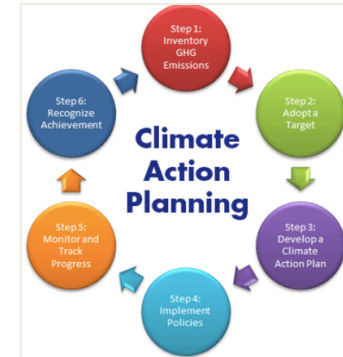 Step 1:
Inventory
GHG
Emissions
Step 2:
Adopt a
Target
Step 3:
Develop a
Climate
Action Plan
Step 4:
Implement
Policies
Step 5:
Monitor and
Track
Progress
Step 6:
Recognize
Achievement
Climate
Action
Planning